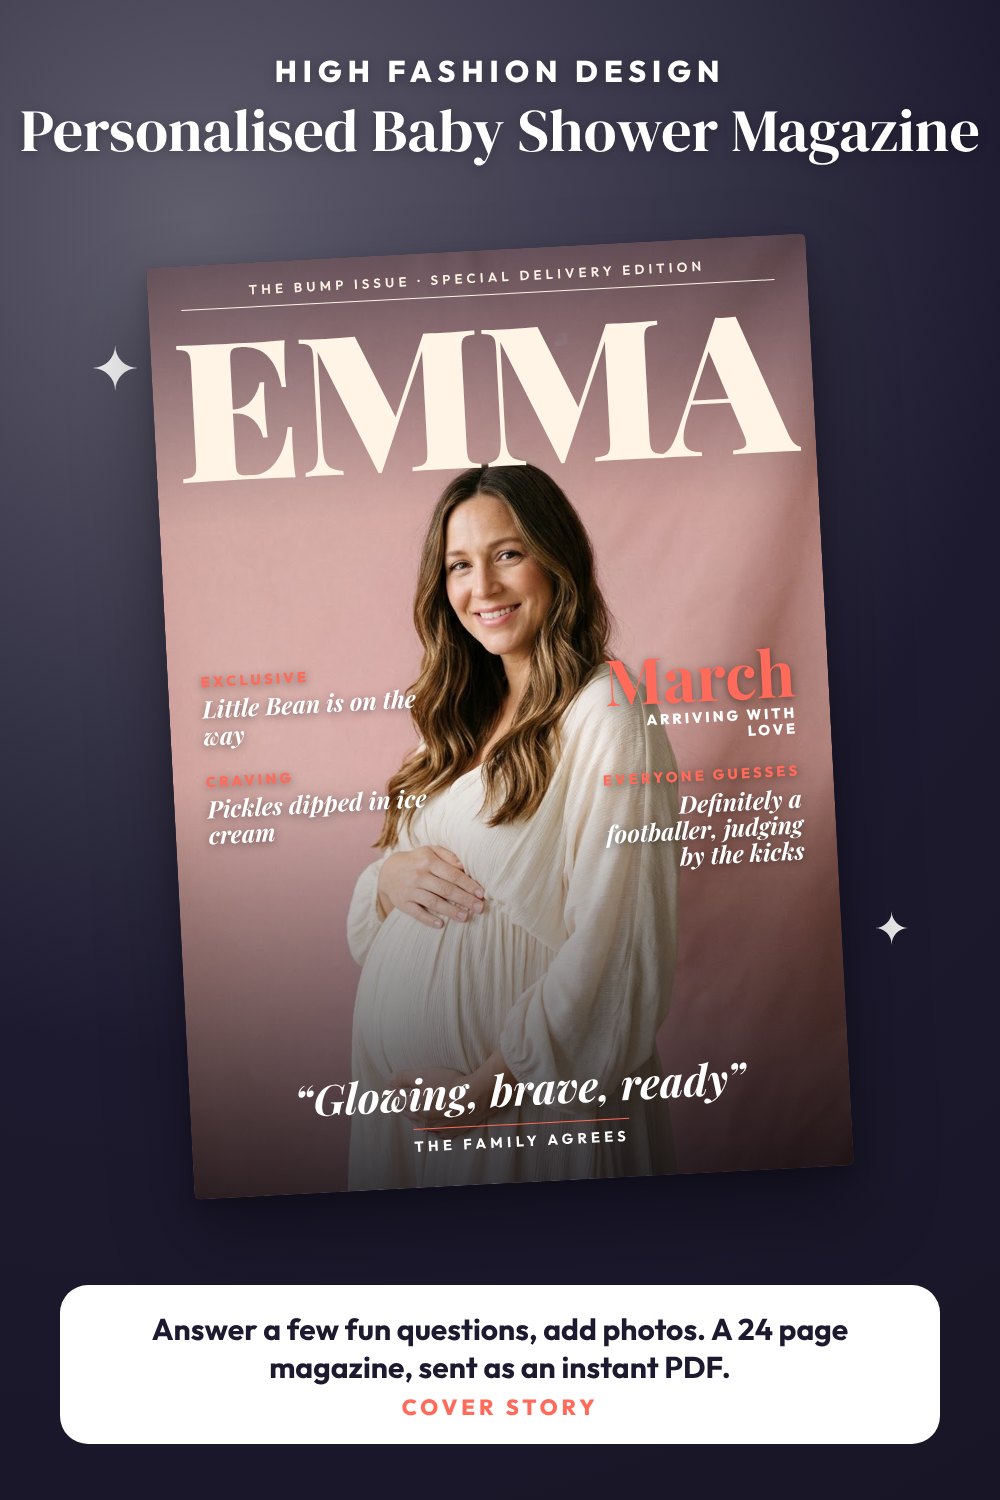 HIGH FASHION DESIGN
Personalised Baby Shower Magazine
THE BUMP ISSUE · SPECIAL DELIVERY EDITION
EMMA
EXCLUSIVE
Little Bean is on the
way
CRAVING
Pickles dipped in ice
cream
March
ARRIVING WITH
LOVE
EVERYONE GUESSES
Definitely a
footballer, judging
by the kicks
“Glowing, brave, ready”
THE FAMILY AGREES
Answer a few fun questions, add photos. A 24 page
magazine, sent as an instant PDF.
COVER STORY